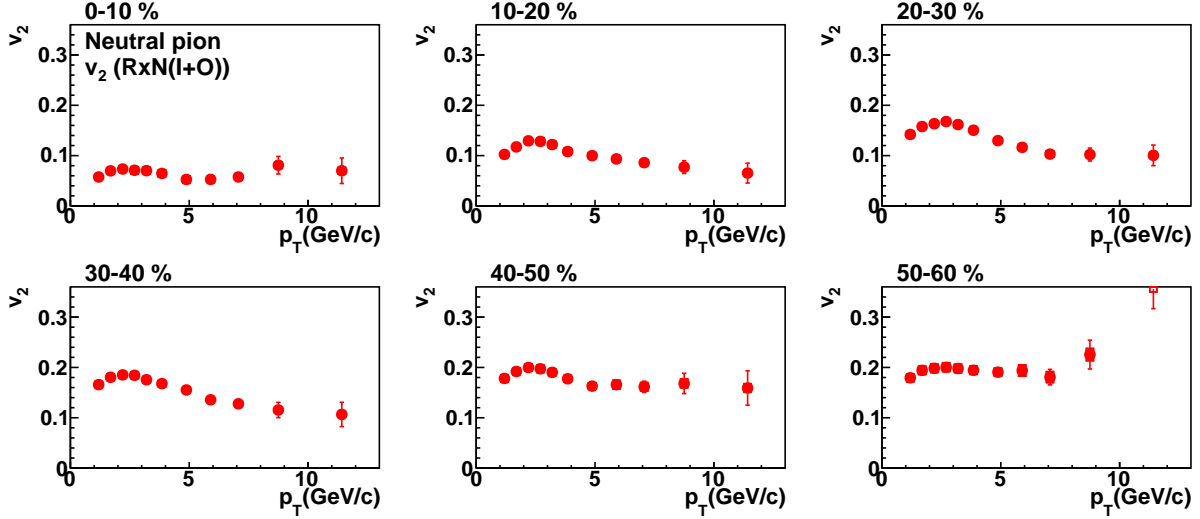 0-10 %
10-20 %
20-30 %
v2
0.3
0.2
0.1
0
Neutral pion
v2 (RxN(I+O))
0 5 10
pT(GeV/c)
v2
0.3
0.2
0.1
0
0 5 10
pT(GeV/c)
v2
0.3
0.2
0.1
0
0 5 10
pT(GeV/c)
30-40 %
40-50 %
50-60 %
v2
0.3
0.2
0.1
0
0 5 10
pT(GeV/c)
v2
0.3
0.2
0.1
0
0 5 10
pT(GeV/c)
v2
0.3
0.2
0.1
0
0 5 10
pT(GeV/c)